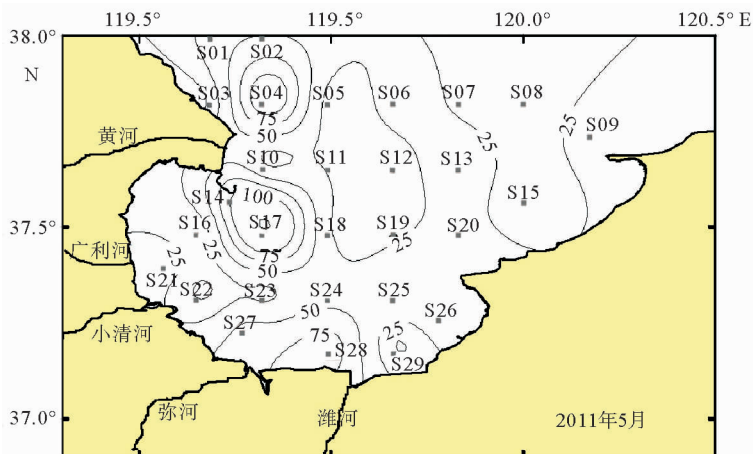 119.5° 119.5° 120.0° 120.5° E
38.0°
N
S01 S02
S03 S04 S05 S06 S07 S08
75
50
25 25
S09
黄河
S10 S11 S12 S13
S14 100
S15
S16 S17 S18 S19 S20
37.5°
25
25
广利河
25
75
50
S21
S22 S23 S24 S25
50
S26
小清河
S27
75
25
S28
S29
弥河
潍河
37.0°
2011年5月